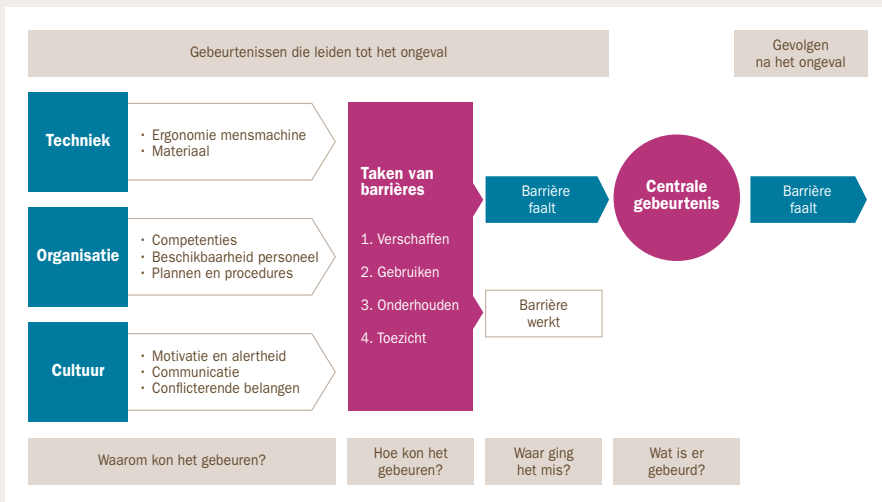 Gebeurtenissen die leiden tot het ongeval
Gevolgen
na het ongeval
Techniek
· Ergonomie mensmachine
· Materiaal
Organisatie
· Competenties
· Beschikbaarheid personeel
· Plannen en procedures
Cultuur
· Motivatie en alertheid
· Communicatie
· Conflicterende belangen
Taken van
barrières
1. Verschaffen
2. Gebruiken
3. Onderhouden
4. Toezicht
Barrière
faalt
Barrière
werkt
Centrale
gebeurtenis
Barrière
faalt
Waarom kon het gebeuren?
Hoe kon het
gebeuren?
Waar ging
het mis?
Wat is er
gebeurd?